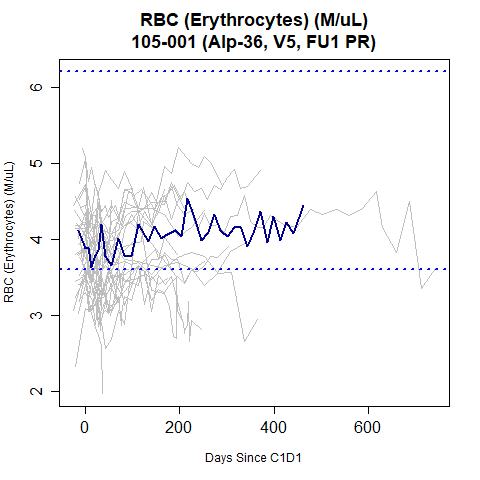 RBC (Erythrocytes) (M/uL)
105-001 (Alp-36, V5, FU1 PR)
RBC (Erythrocytes) (M/uL)
6
5
4
3
2
0 200 400 600
Days Since C1D1